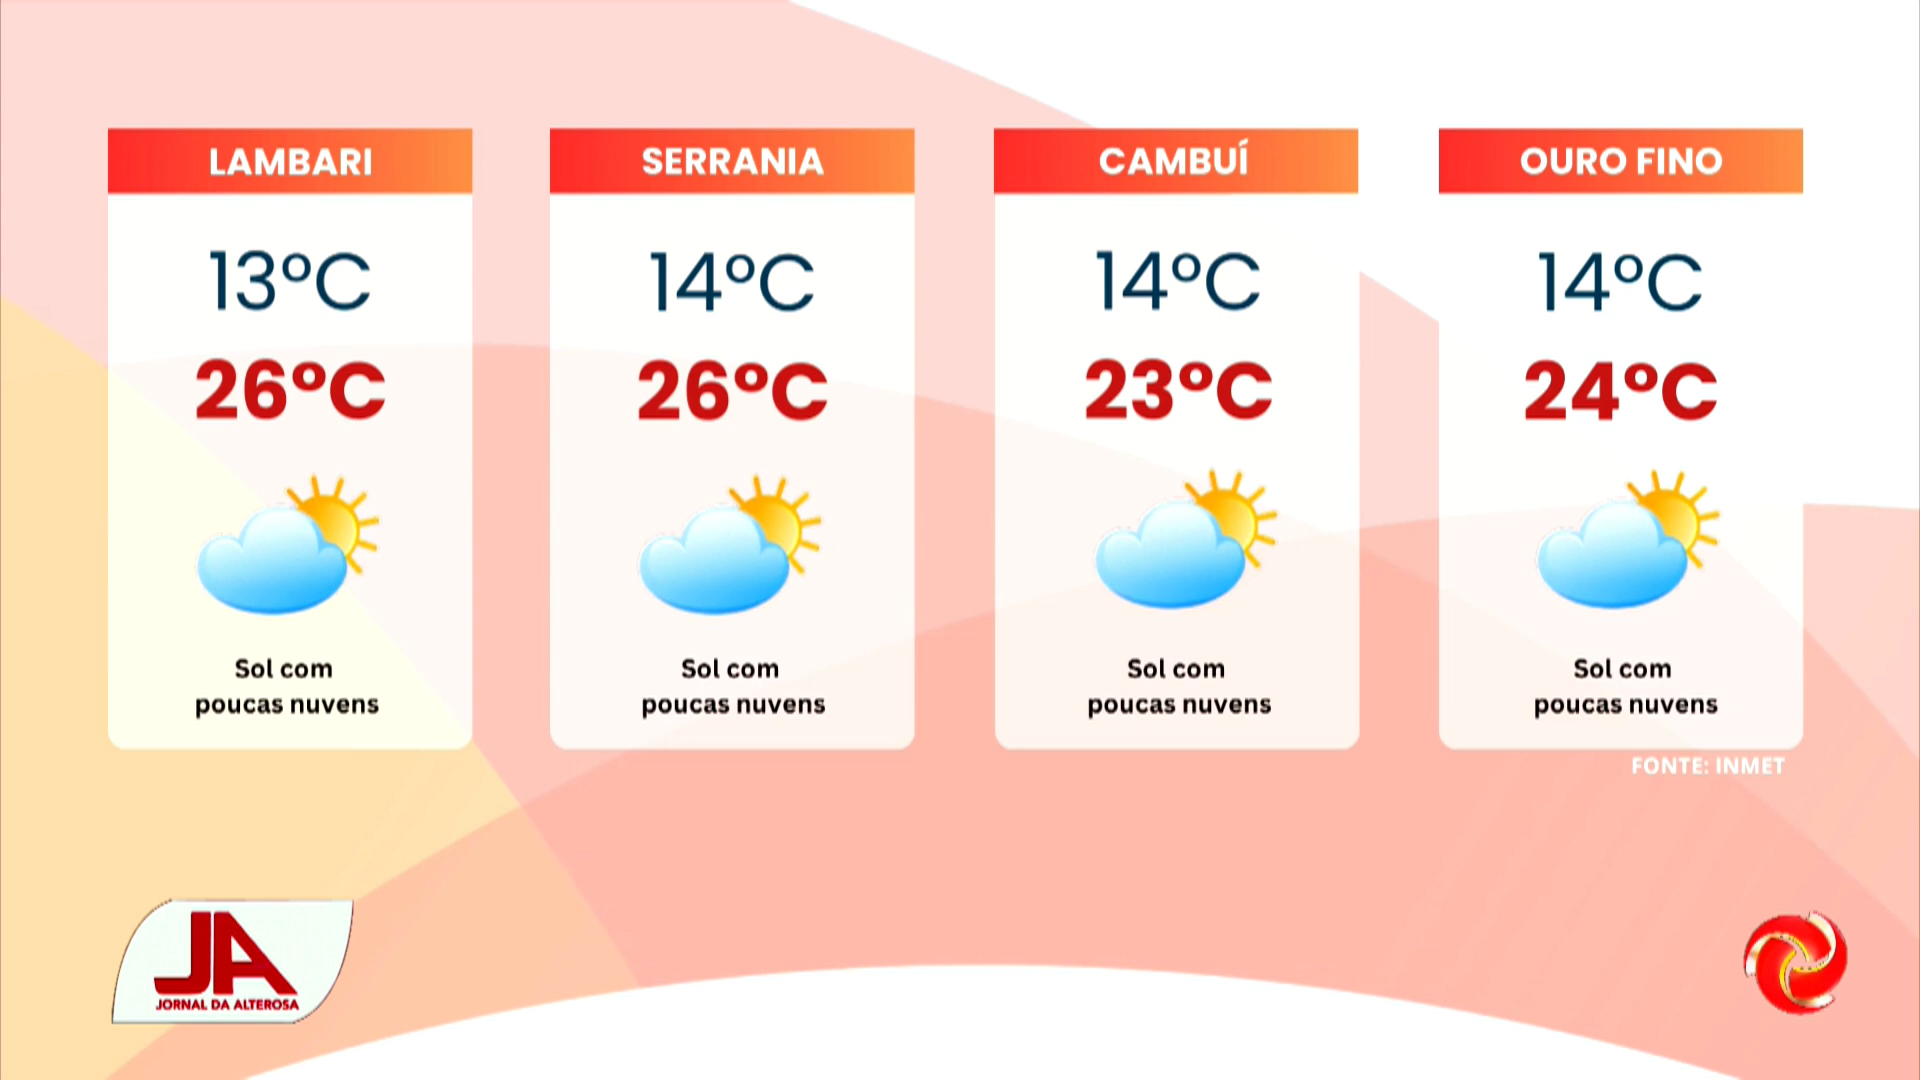 LAMBARI
13°C
26°C
Sol com
poucas nuvens
SERRANIA
14°C
26°C
Sol com
poucas nuvens
CAMBUÍ
14°C
23°C
Sol com
poucas nuvens
OURO FINO
14°C
24°C
Sol com
poucas nuvens
FONTE: INMET
JA
JORNAL DA ALTEROSA